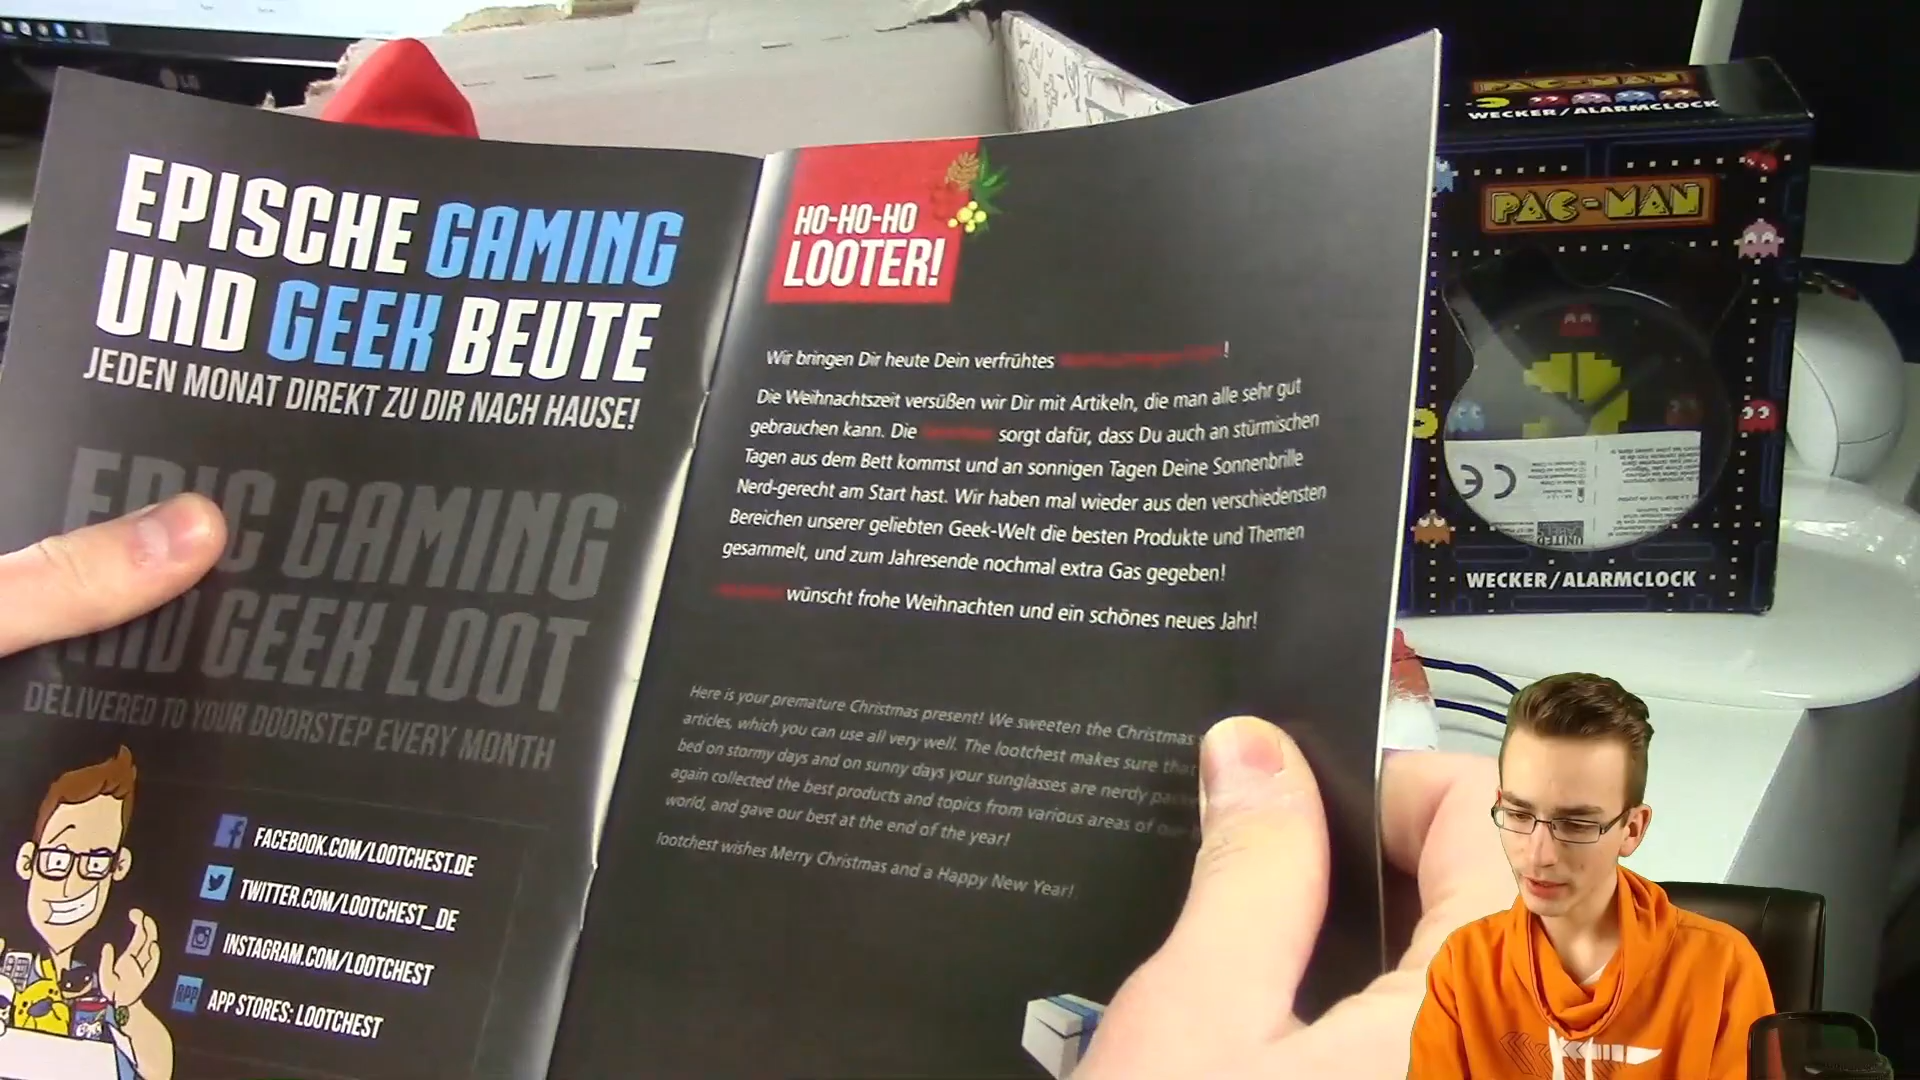 EPISCHE GAMING
UND GEEK BEUTE
JEDEN MONAT DIREKT ZU DIR NACH HAUSE!
EPIC GAMING
AND GEEK LOOT
DELIVERED TO YOUR DOORSTEP EVERY MONTH
FACEBOOK.COM/LOOTCHEST.DE
TWITTER.COM/LOOTCHEST_DE
INSTAGRAM.COM/LOOTCHEST
APP
APP STORES: LOOTCHEST
HO-HO-HO
LOOTER!
Wir bringen Dir heute Dein verfrühtes !
Die Weihnachtszeit versüßen wir Dir mit Artikeln, die man alle sehr gut
gebrauchen kann. Die sorgt dafür, dass Du auch an stürmischen
Tagen aus dem Bett kommst und an sonnigen Tagen Deine Sonnenbrille
Nerd-gerecht am Start hast. Wir haben mal wieder aus den verschiedensten
Bereichen unserer geliebten Geek-Welt die besten Produkte und Themen
gesammelt, und zum Jahresende nochmal extra Gas gegeben!
wünscht frohe Weihnachten und ein schönes neues Jahr!
Here is your premature Christmas present! We sweeten the Christmas
articles, which you can use all very well. The lootchest makes sure that
bed on stormy days and on sunny days your sunglasses are nerdy
again collected the best products and topics from various areas of
world, and gave our best at the end of the year!
lootchest wishes Merry Christmas and a Happy New Year!
LG
PAC-MAN
WECKER/ALARMCLOCK
PAC-MAN
CE
UNITED LABELS
WECKER/ALARMCLOCK